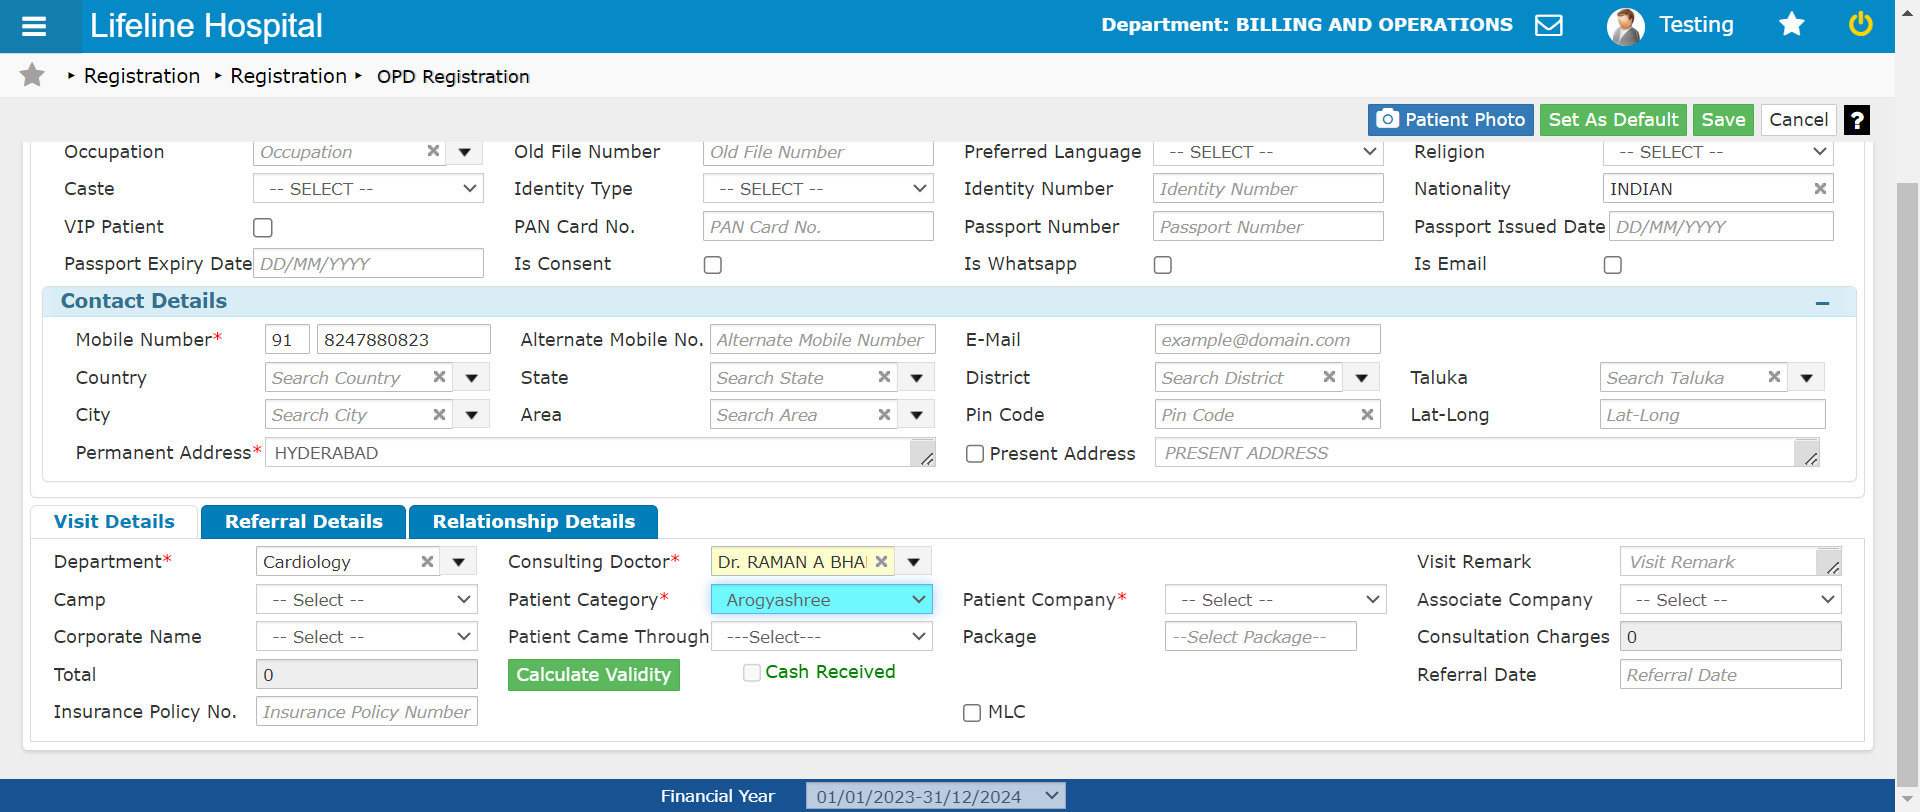 Lifeline Hospital
Department: BILLING AND OPERATIONS
Testing
Registration Registration OPD Registration
Patient Photo Set As Default Save Cancel ?
Occupation Occupation Old File Number Old File Number Preferred Language -- SELECT -- Religion -- SELECT --
Caste -- SELECT -- Identity Type -- SELECT -- Identity Number Identity Number Nationality INDIAN
VIP Patient PAN Card No. PAN Card No. Passport Number Passport Number Passport Issued Date DD/MM/YYYY
Passport Expiry Date DD/MM/YYYY Is Consent Is Whatsapp Is Email
Contact Details
Mobile Number* 91 8247880823 Alternate Mobile No. Alternate Mobile Number E-Mail example@domain.com
Country Search Country State Search State District Search District Taluka Search Taluka
City Search City Area Search Area Pin Code Pin Code Lat-Long Lat-Long
Permanent Address* HYDERABAD Present Address PRESENT ADDRESS
Visit Details Referral Details Relationship Details
Department* Cardiology Consulting Doctor* Dr. RAMAN A BHA Visit Remark Visit Remark
Camp -- Select -- Patient Category* Arogyashree Patient Company* -- Select -- Associate Company -- Select --
Corporate Name -- Select -- Patient Came Through ---Select--- Package --Select Package-- Consultation Charges 0
Total 0 Calculate Validity Cash Received Referral Date Referral Date
Insurance Policy No. Insurance Policy Number MLC
Financial Year 01/01/2023-31/12/2024